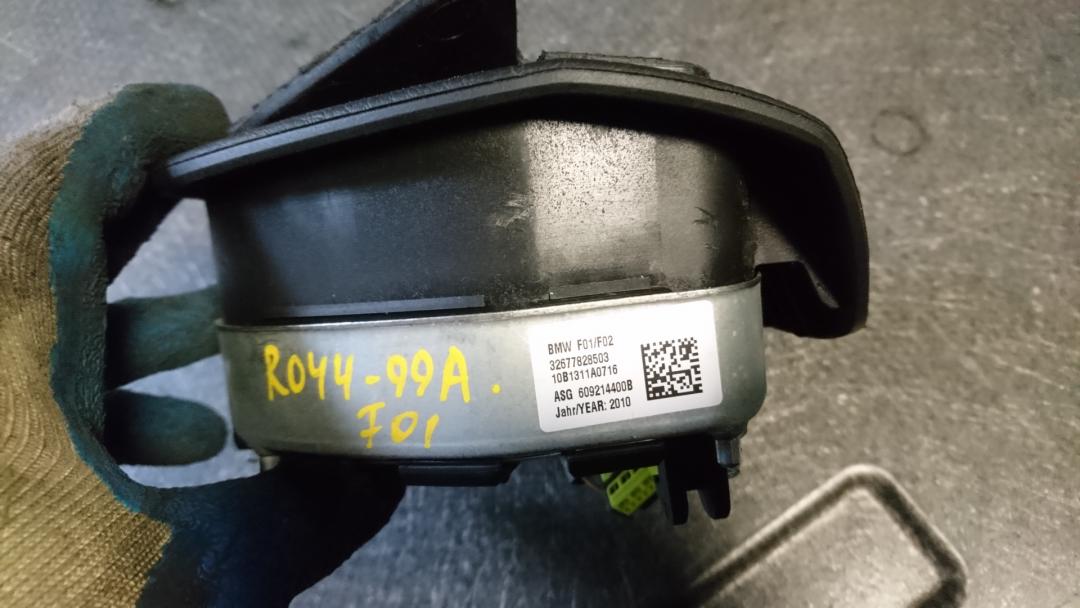 R044-99A.
F01
BMW F01/F02
32677828503
10B1311A0716
ASG 609214400B
Jahr/YEAR: 2010